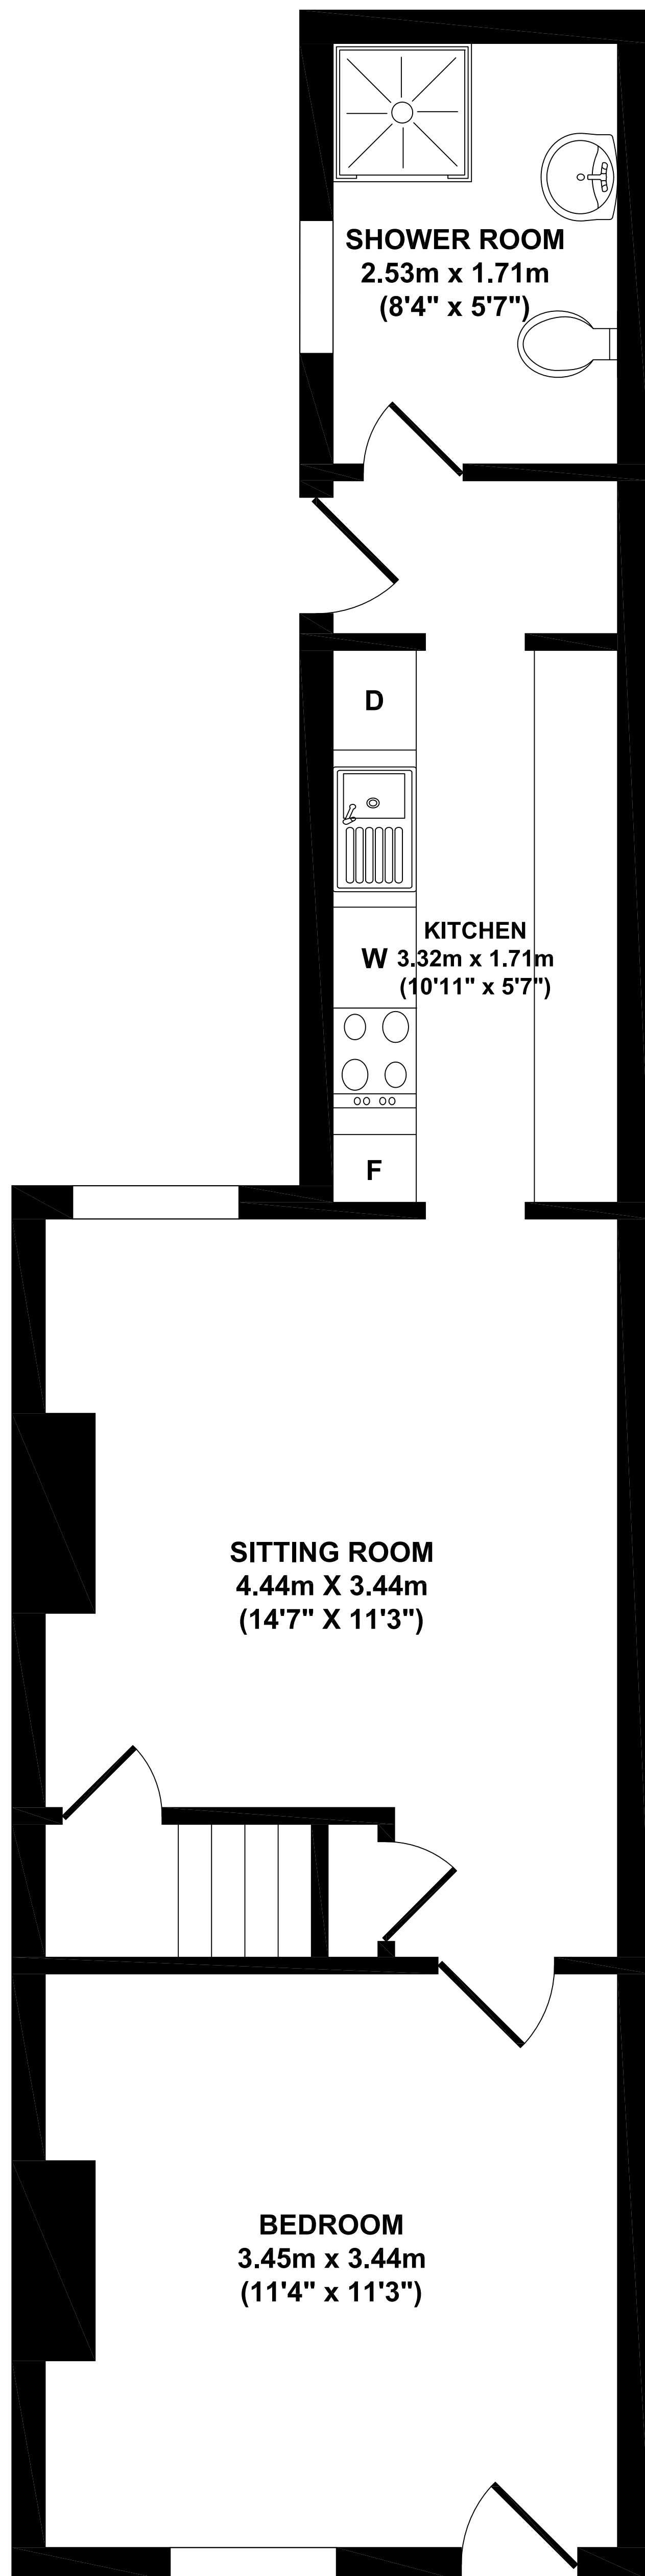 SHOWER ROOM
2.53m x 1.71m
(8'4" x 5'7")
D
KITCHEN
W 3.32m x 1.71m
(10'11" x 5'7")
F
SITTING ROOM
4.44m X 3.44m
(14'7" X 11'3")
BEDROOM
3.45m x 3.44m
(11'4" x 11'3")